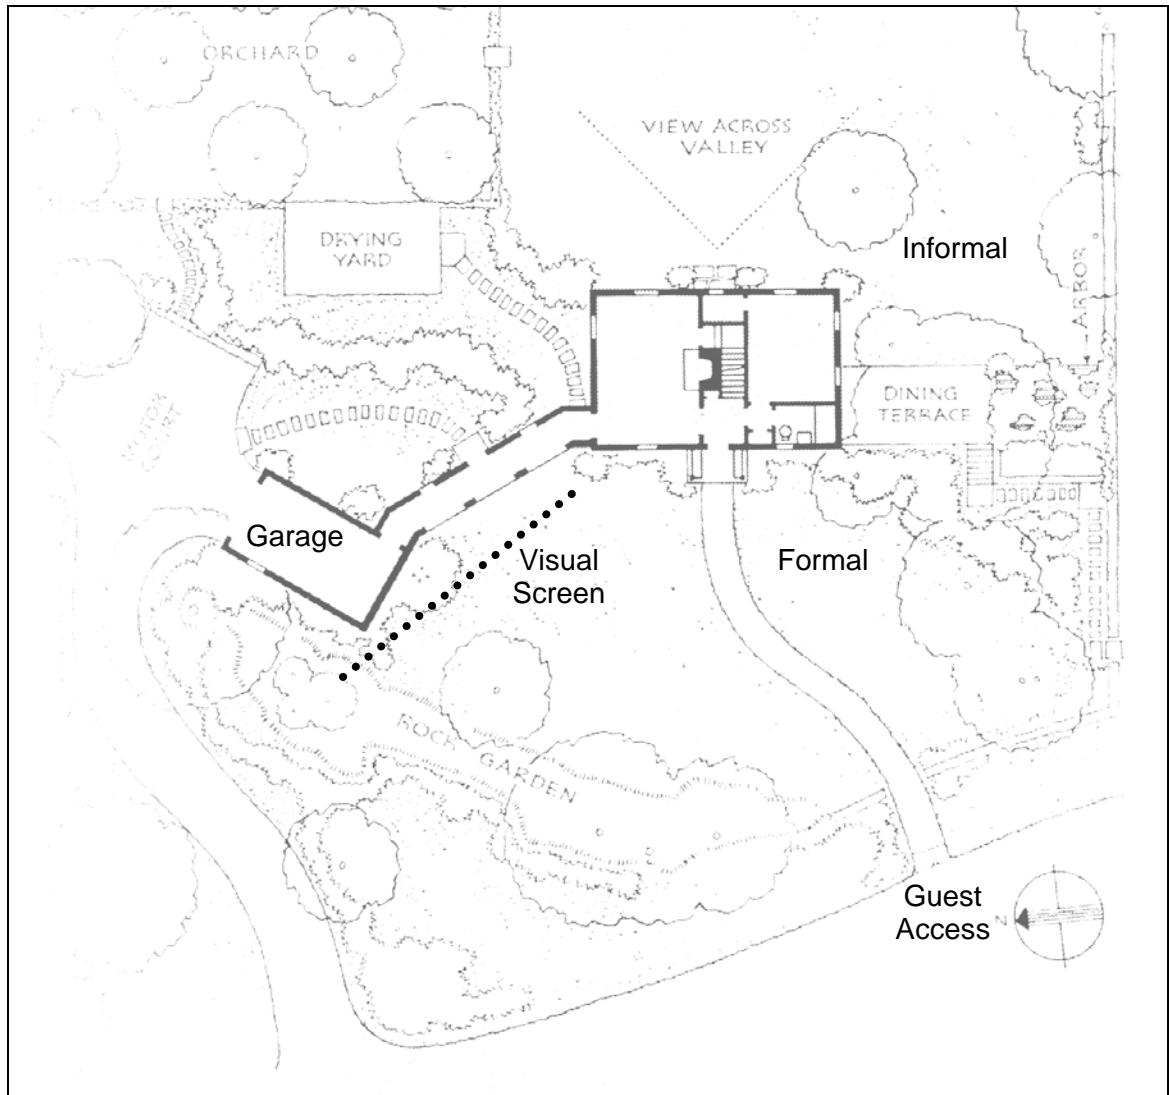 ORCHARD
VIEW ACROSS
VALLEY
DRYING
YARD
Informal
ARBOR
MOTOR
COURT
DINING
TERRACE
Garage
Visual
Screen
Formal
ROCK GARDEN
Guest
Access
N